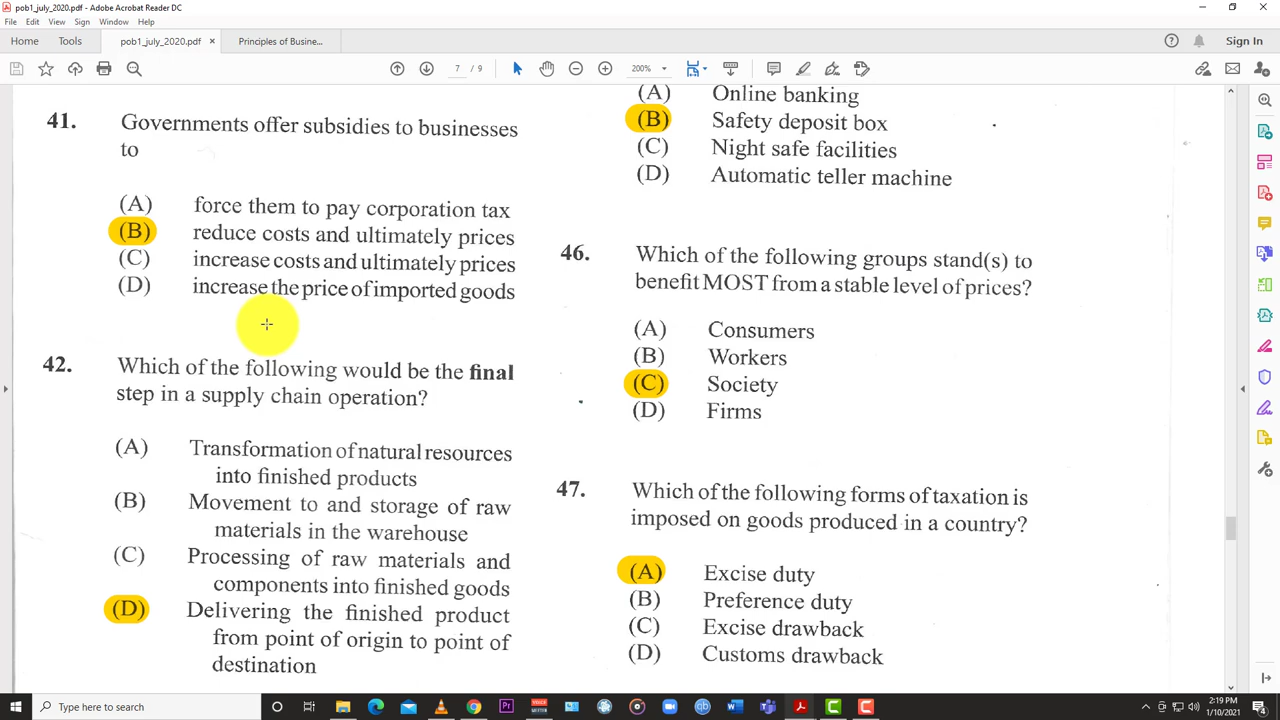 pob1_july_2020.pdf - Adobe Acrobat Reader DC
File Edit View Window Help
Sign
Home Tools pob1_july_2020.pdf × Principles of Busine... Sign In
7 / 9 200%
41. Governments offer subsidies to businesses
to
(A) force them to pay corporation tax
(B) reduce costs and ultimately prices
(C) increase costs and ultimately prices
(D) increase the price of imported goods
42. Which of the following would be the final
step in a supply chain operation?
(A) Transformation of natural resources
into finished products
(B) Movement to and storage of raw
materials in the warehouse
(C) Processing of raw materials and
components into finished goods
(D) Delivering the finished product
from point of origin to point of
destination
(A) Online banking
(B) Safety deposit box
(C) Night safe facilities
(D) Automatic teller machine
46. Which of the following groups stand(s) to
benefit MOST from a stable level of prices?
(A) Consumers
(B) Workers
(C) Society
(D) Firms
47. Which of the following forms of taxation is
imposed on goods produced in a country?
(A) Excise duty
(B) Preference duty
(C) Excise drawback
(D) Customs drawback
Type here to search
2:19 PM
1/10/2021